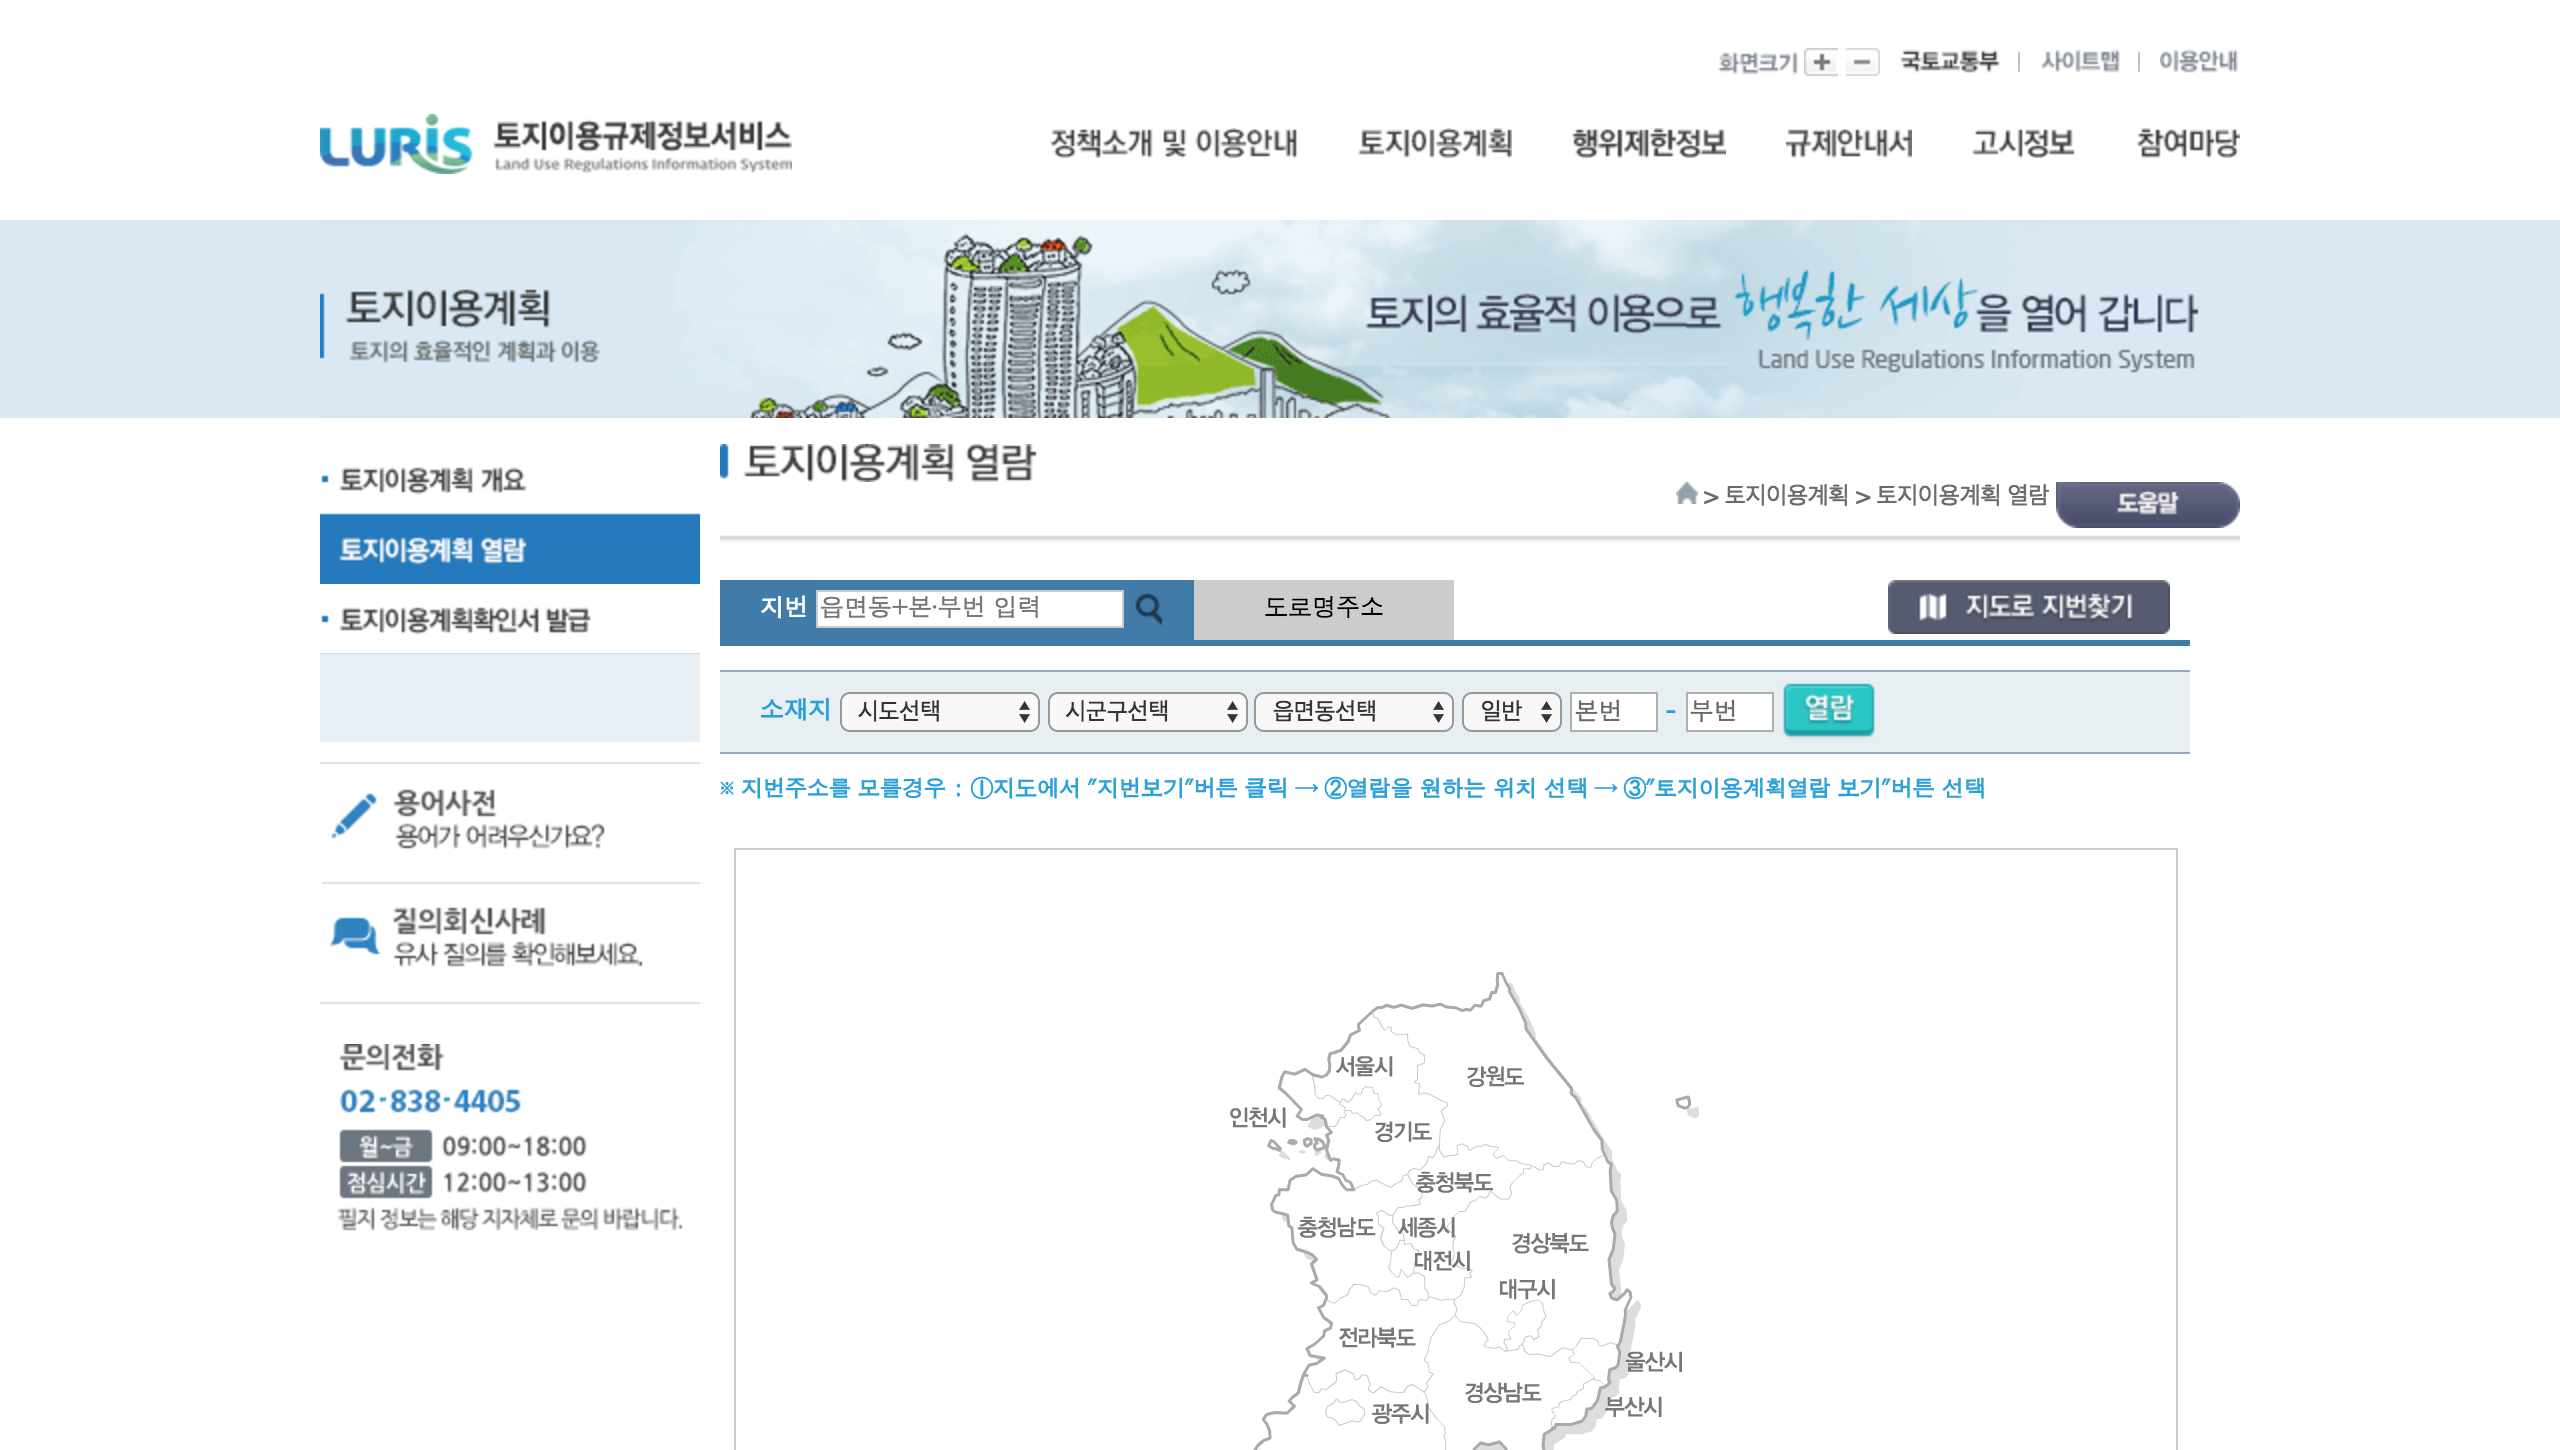 화면크기 + − 국토교통부 | 사이트맵 | 이용안내
LURIS 토지이용규제정보서비스
Land Use Regulations Information System
정책소개 및 이용안내 토지이용계획 행위제한정보 규제안내서 고시정보 참여마당
토지이용계획
토지의 효율적인 계획과 이용
토지의 효율적 이용으로 행복한 세상을 열어 갑니다
Land Use Regulations Information System
· 토지이용계획 개요
토지이용계획 열람
· 토지이용계획확인서 발급
용어사전
용어가 어려우신가요?
질의회신사례
유사 질의를 확인해보세요.
문의전화
02-838-4405
월~금 09:00~18:00
점심시간 12:00~13:00
필지 정보는 해당 지자체로 문의 바랍니다.
토지이용계획 열람
> 토지이용계획 > 토지이용계획 열람 도움말
지번 읍면동+본·부번 입력 도로명주소 지도로 지번찾기
소재지 시도선택 시군구선택 읍면동선택 일반 본번 - 부번 열람
※ 지번주소를 모를경우 : ①지도에서 "지번보기"버튼 클릭 → ②열람을 원하는 위치 선택 → ③"토지이용계획열람 보기"버튼 선택
서울시
강원도
인천시
경기도
충청북도
충청남도
세종시
경상북도
대전시
대구시
전라북도
울산시
경상남도
부산시
광주시